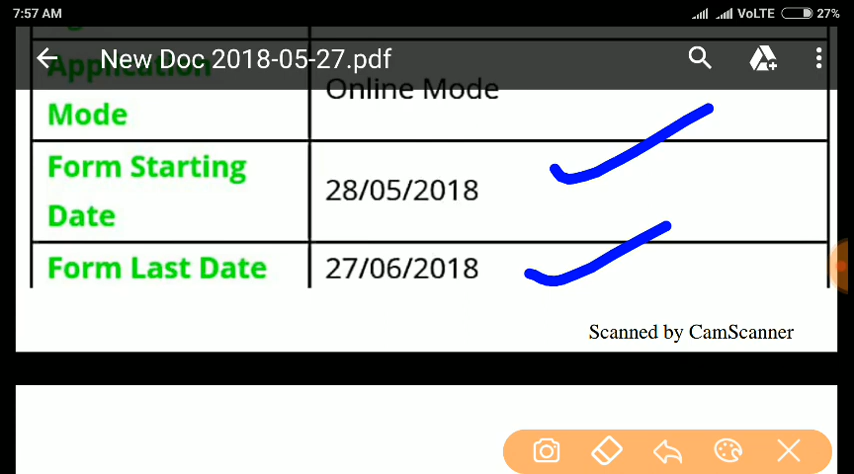 7:57 AM VoLTE 27%
New Doc 2018-05-27.pdf
Application
Mode
Online Mode
Form Starting
Date
28/05/2018
Form Last Date
27/06/2018
Scanned by CamScanner